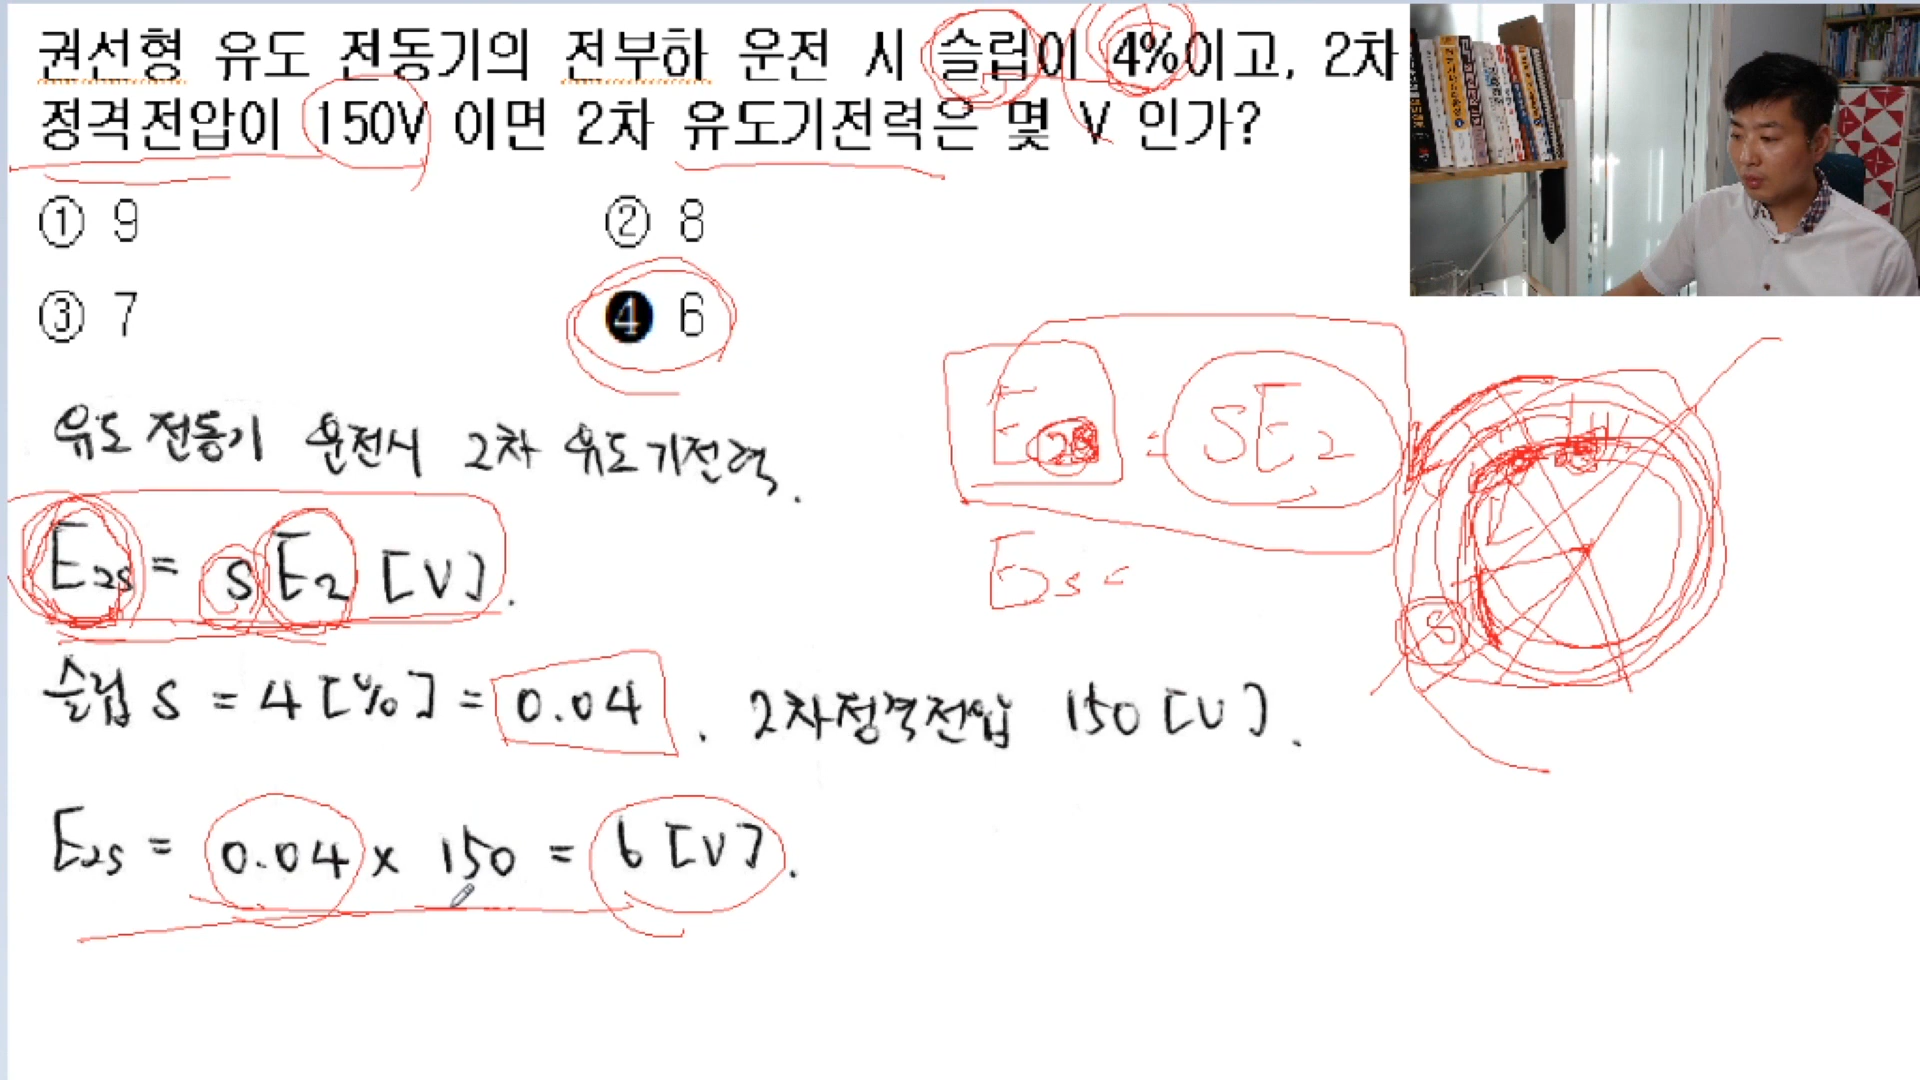 권선형 유도 전동기의 전부하 운전 시 슬립이 4%이고, 2차
정격전압이 150V 이면 2차 유도기전력은 몇 V 인가?
① 9 ② 8
③ 7 ❹ 6
유도 전동기 운전시 2차 유도기전력.
E2s = sE2 [V].
E2s = SE2
Es =
s
슬립 s = 4[%] = 0.04. 2차정격전압 150[V].
E2s = 0.04 x 150 = 6[V].